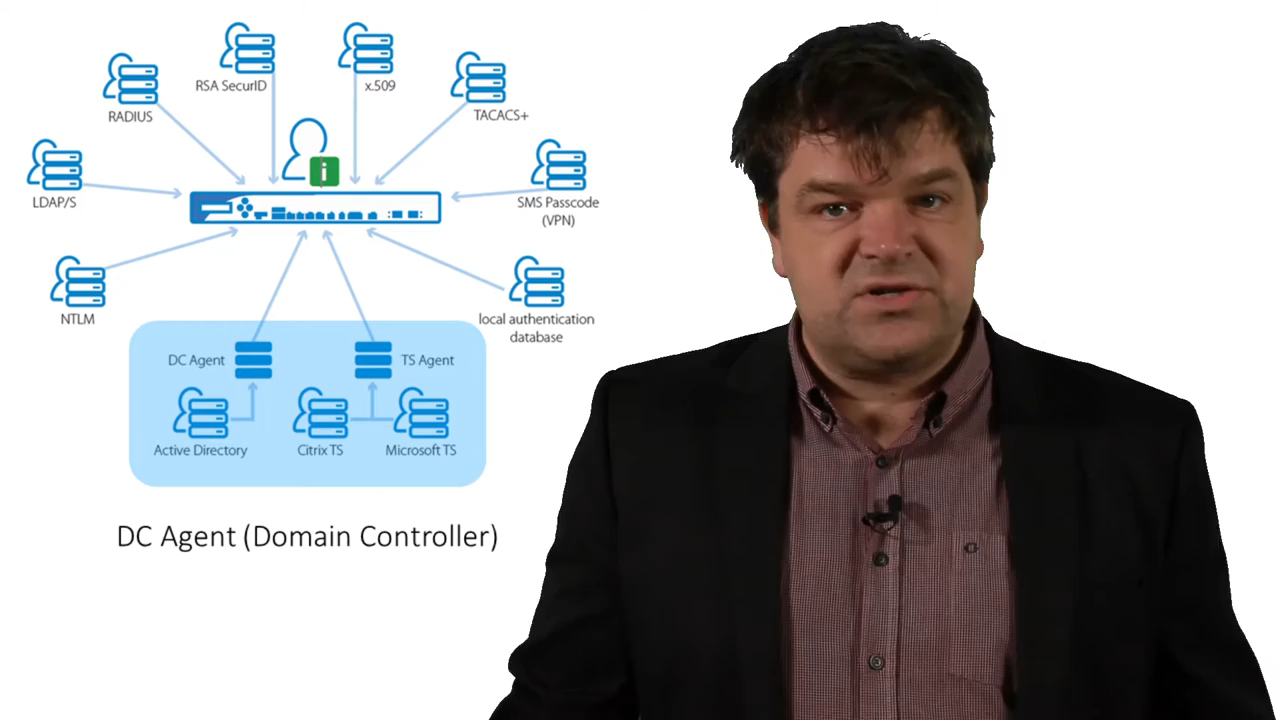 RSA SecurID
x.509
RADIUS
TACACS+
LDAP/S
SMS Passcode
(VPN)
i
NTLM
local authentication
database
DC Agent
TS Agent
Active Directory
Citrix TS
Microsoft TS
DC Agent (Domain Controller)